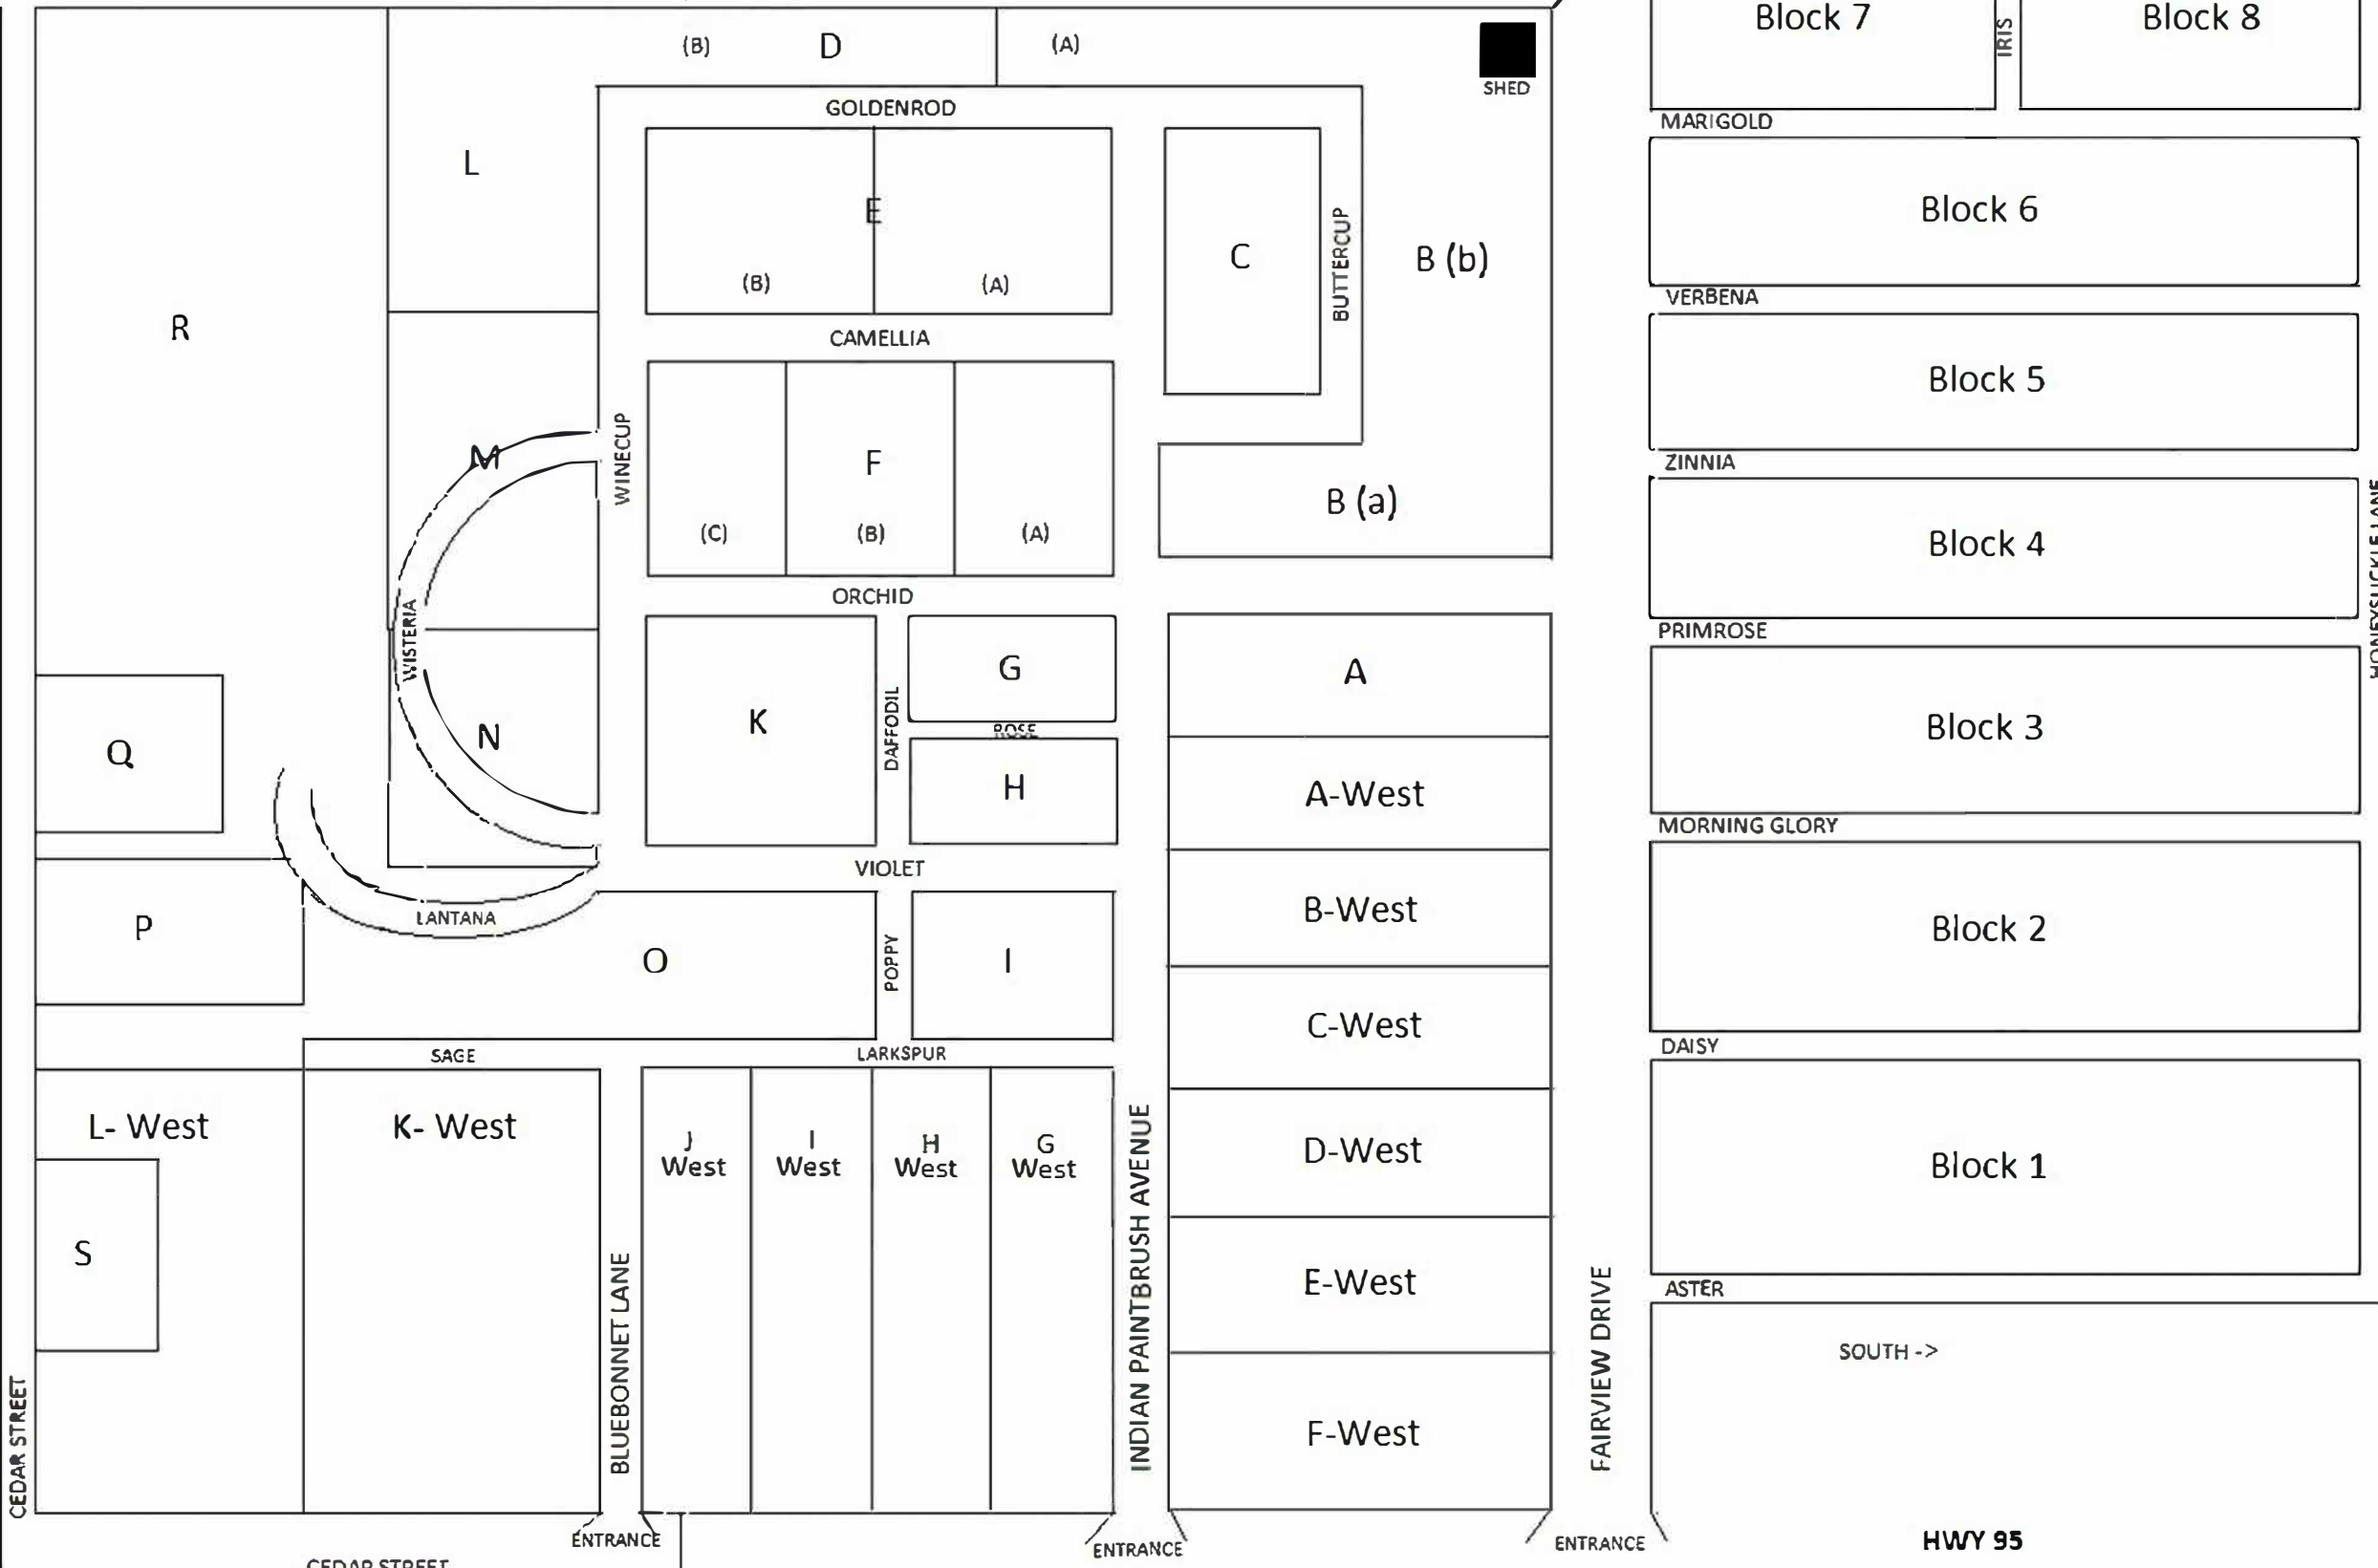 Block 7
IRIS
Block 8
(B)
D
(A)
SHED
GOLDENROD
MARIGOLD
L
E
(B)
(A)
C
BUTTERCUP
B (b)
Block 6
VERBENA
R
CAMELLIA
Block 5
M
WINECUP
F
(C)
(B)
(A)
B (a)
ZINNIA
Block 4
HONEYSUCKLE LANE
ORCHID
PRIMROSE
WISTERIA
K
DAFFODIL
G
ROSE
H
A
Block 3
Q
N
A-West
MORNING GLORY
VIOLET
P
LANTANA
O
POPPY
I
B-West
Block 2
SAGE
LARKSPUR
C-West
DAISY
L- West
K- West
J
West
I
West
H
West
G
West
D-West
Block 1
S
E-West
ASTER
CEDAR STREET
BLUEBONNET LANE
INDIAN PAINTBRUSH AVENUE
F-West
FAIRVIEW DRIVE
SOUTH ->
ENTRANCE
ENTRANCE
ENTRANCE
HWY 95
CEDAR STREET